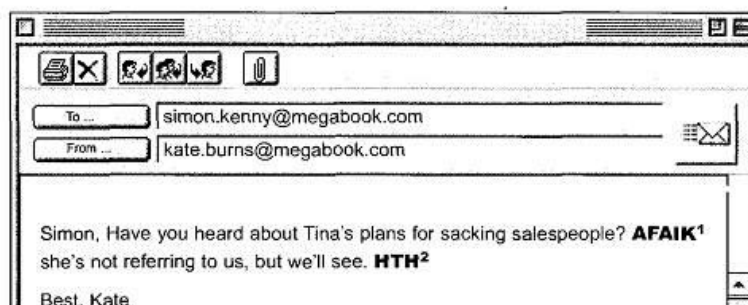 To ...
simon.kenny@megabook.com
From ...
kate.burns@megabook.com
Simon, Have you heard about Tina's plans for sacking salespeople? AFAIK¹
she's not referring to us, but we'll see. HTH²
Best, Kate